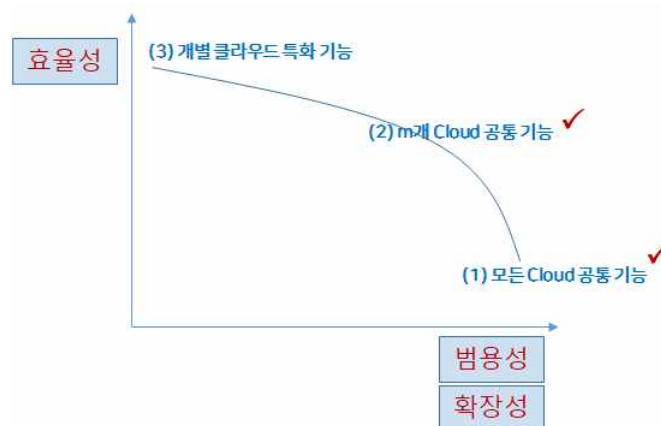 효율성
(3) 개별 클라우드 특화 기능
(2) m개 Cloud 공통 기능
(1) 모든 Cloud 공통 기능
범용성
확장성